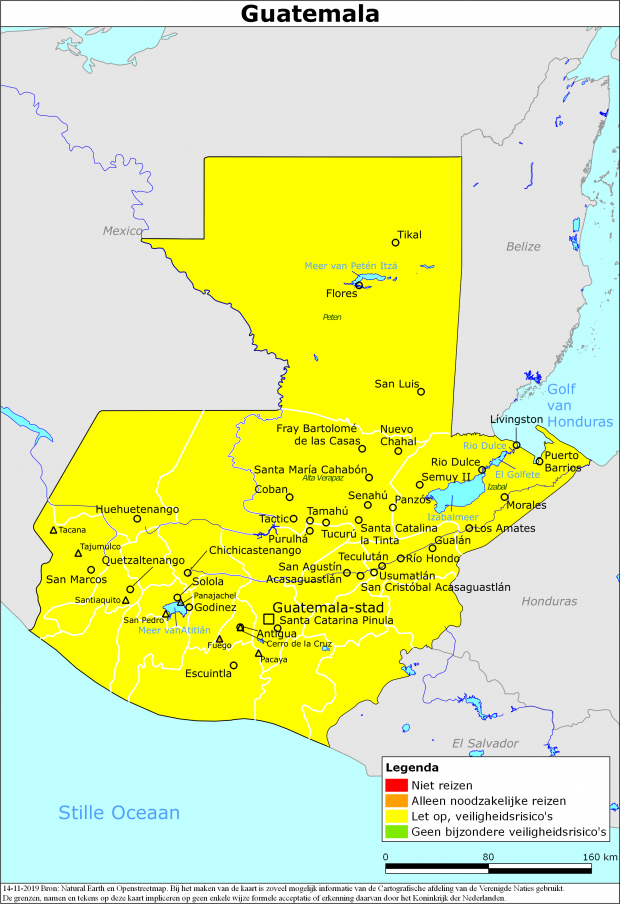 Guatemala
Mexico
Tikal
Belize
Meer van Petén Itzá
Flores
Peten
San Luis
Golf
van
Honduras
Lívingston
Fray Bartolomé
de las Casas
Nuevo
Chahal
Rio Dulce
Puerto
Barrios
Santa María Cahabón
Alta Verapaz
Rio Dulce
El Golfete
Semuy II
Izabal
Coban
Senahú
Panzós
Morales
Izabalmeer
Huehuetenango
Tactic
Tamahú
Tacana
Purulhá
Tucurú
Santa Catalina
la Tinta
Los Amates
Tajumulco
Chichicastenango
Gualán
Quetzaltenango
Teculután
Río Hondo
San Marcos
San Agustín
Acasaguastlán
Usumatlán
San Cristóbal Acasaguastlán
Solola
Panajachel
Santiaquito
Godinez
Guatemala-stad
Honduras
San Pedro
Santa Catarina Pinula
Meer vanAtitlán
Antigua
Fuego
Cerro de la Cruz
Pacaya
Escuintla
El Salvador
Stille Oceaan
Legenda
Niet reizen
Alleen noodzakelijke reizen
Let op, veiligheidsrisico's
Geen bijzondere veiligheidsrisico's
0 80 160 km
14-11-2019 Bron: Natural Earth en Openstreetmap. Bij het maken van de kaart is zoveel mogelijk informatie van de Cartografische afdeling van de Verenigde Naties gebruikt.
De grenzen, namen en tekens op deze kaart impliceren op geen enkele wijze formele acceptatie of erkenning daarvan door het Koninkrijk der Nederlanden.